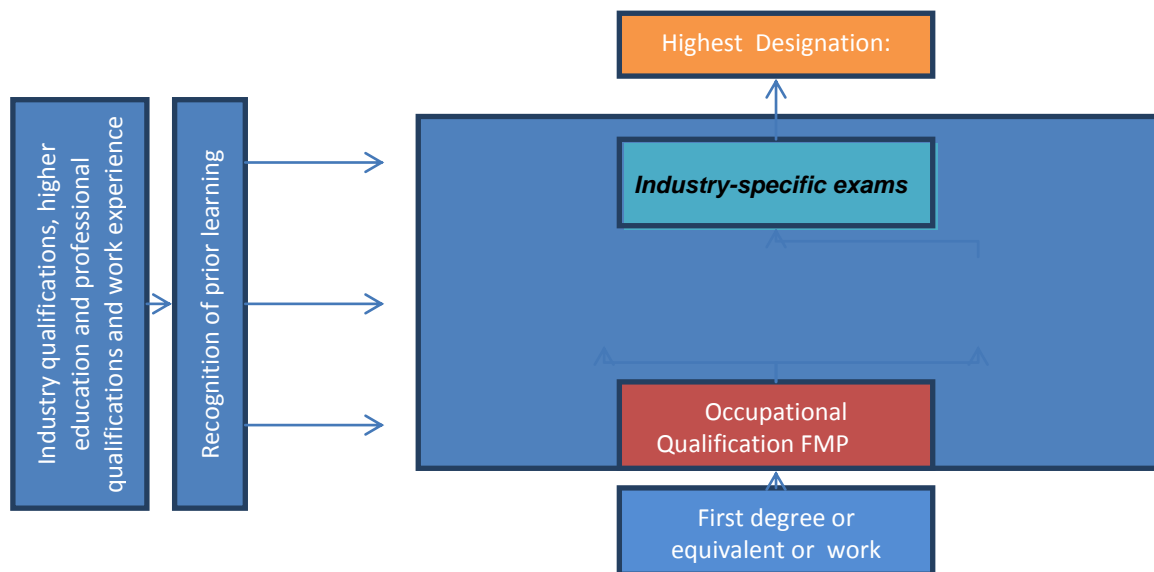 Highest Designation:
Industry qualifications, higher
education and professional
qualifications and work experience
Recognition of prior learning
Industry-specific exams
Occupational
Qualification FMP
First degree or
equivalent or work